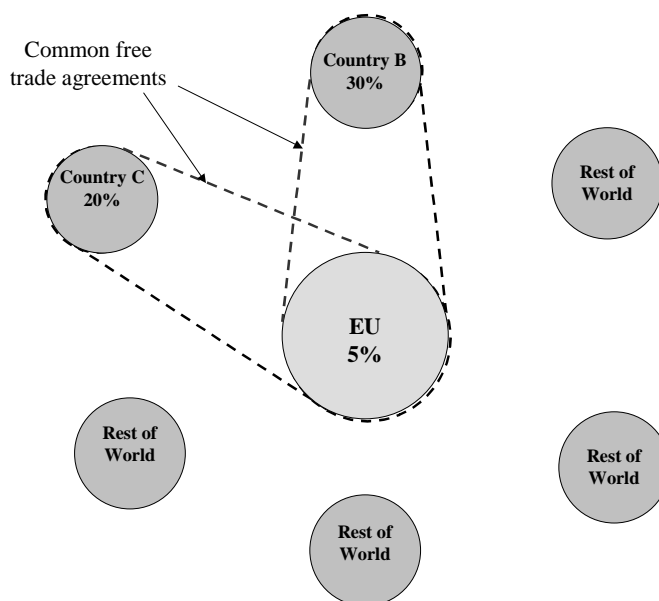 Common free
trade agreements
Country B
30%
Country C
20%
Rest of
World
EU
5%
Rest of
World
Rest of
World
Rest of
World